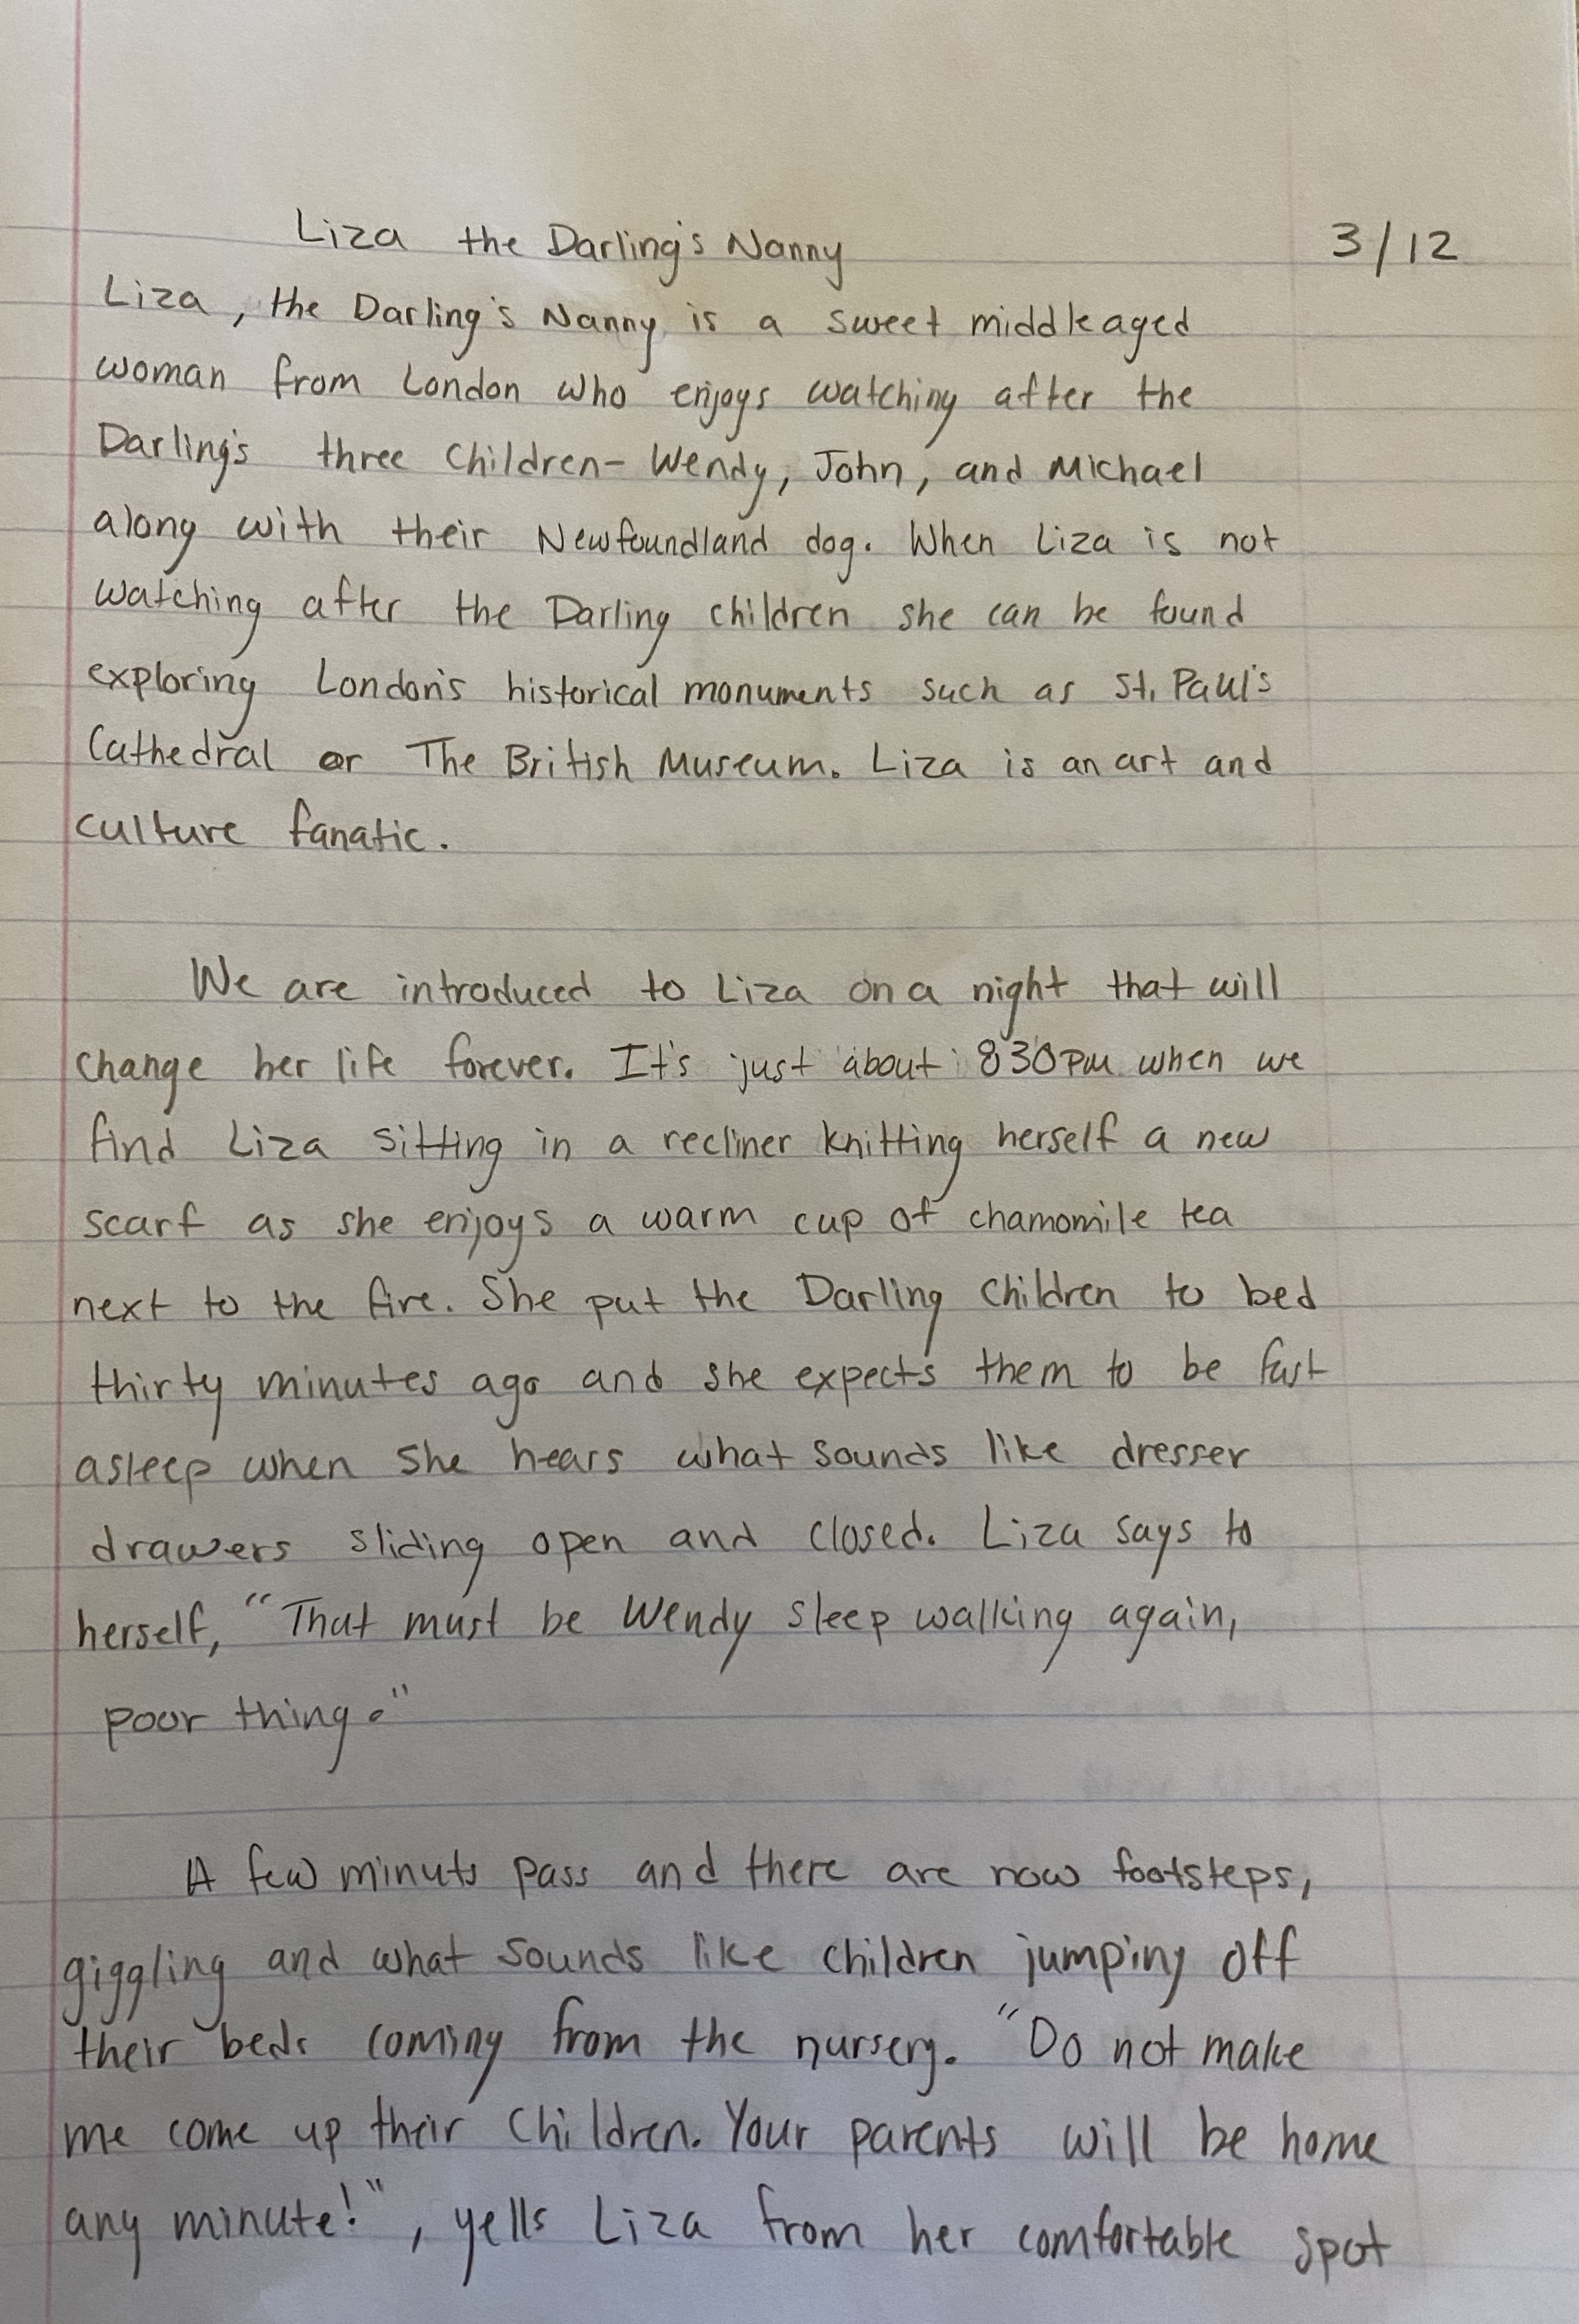 Liza the Darling's Nanny 3/12
Liza, the Darling's Nanny is a sweet middleaged
woman from London who enjoys watching after the
Darling's three children- Wendy, John, and Michael
along with their Newfoundland dog. When Liza is not
watching after the Darling children she can be found
exploring London's historical monuments such as St. Paul's
Cathedral or The British Museum. Liza is an art and
culture fanatic.
We are introduced to Liza on a night that will
change her life forever. It's just about 830pm when we
find Liza sitting in a recliner knitting herself a new
scarf as she enjoys a warm cup of chamomile tea
next to the fire. She put the Darling children to bed
thirty minutes ago and she expects them to be fast
asleep when she hears what sounds like dresser
drawers sliding open and closed. Liza says to
herself, "That must be Wendy sleep walking again,
poor thing."
A few minuts pass and there are now footsteps,
giggling and what sounds like children jumping off
their beds coming from the nursery. "Do not make
me come up their children. Your parents will be home
any minute!", yells Liza from her comfortable spot